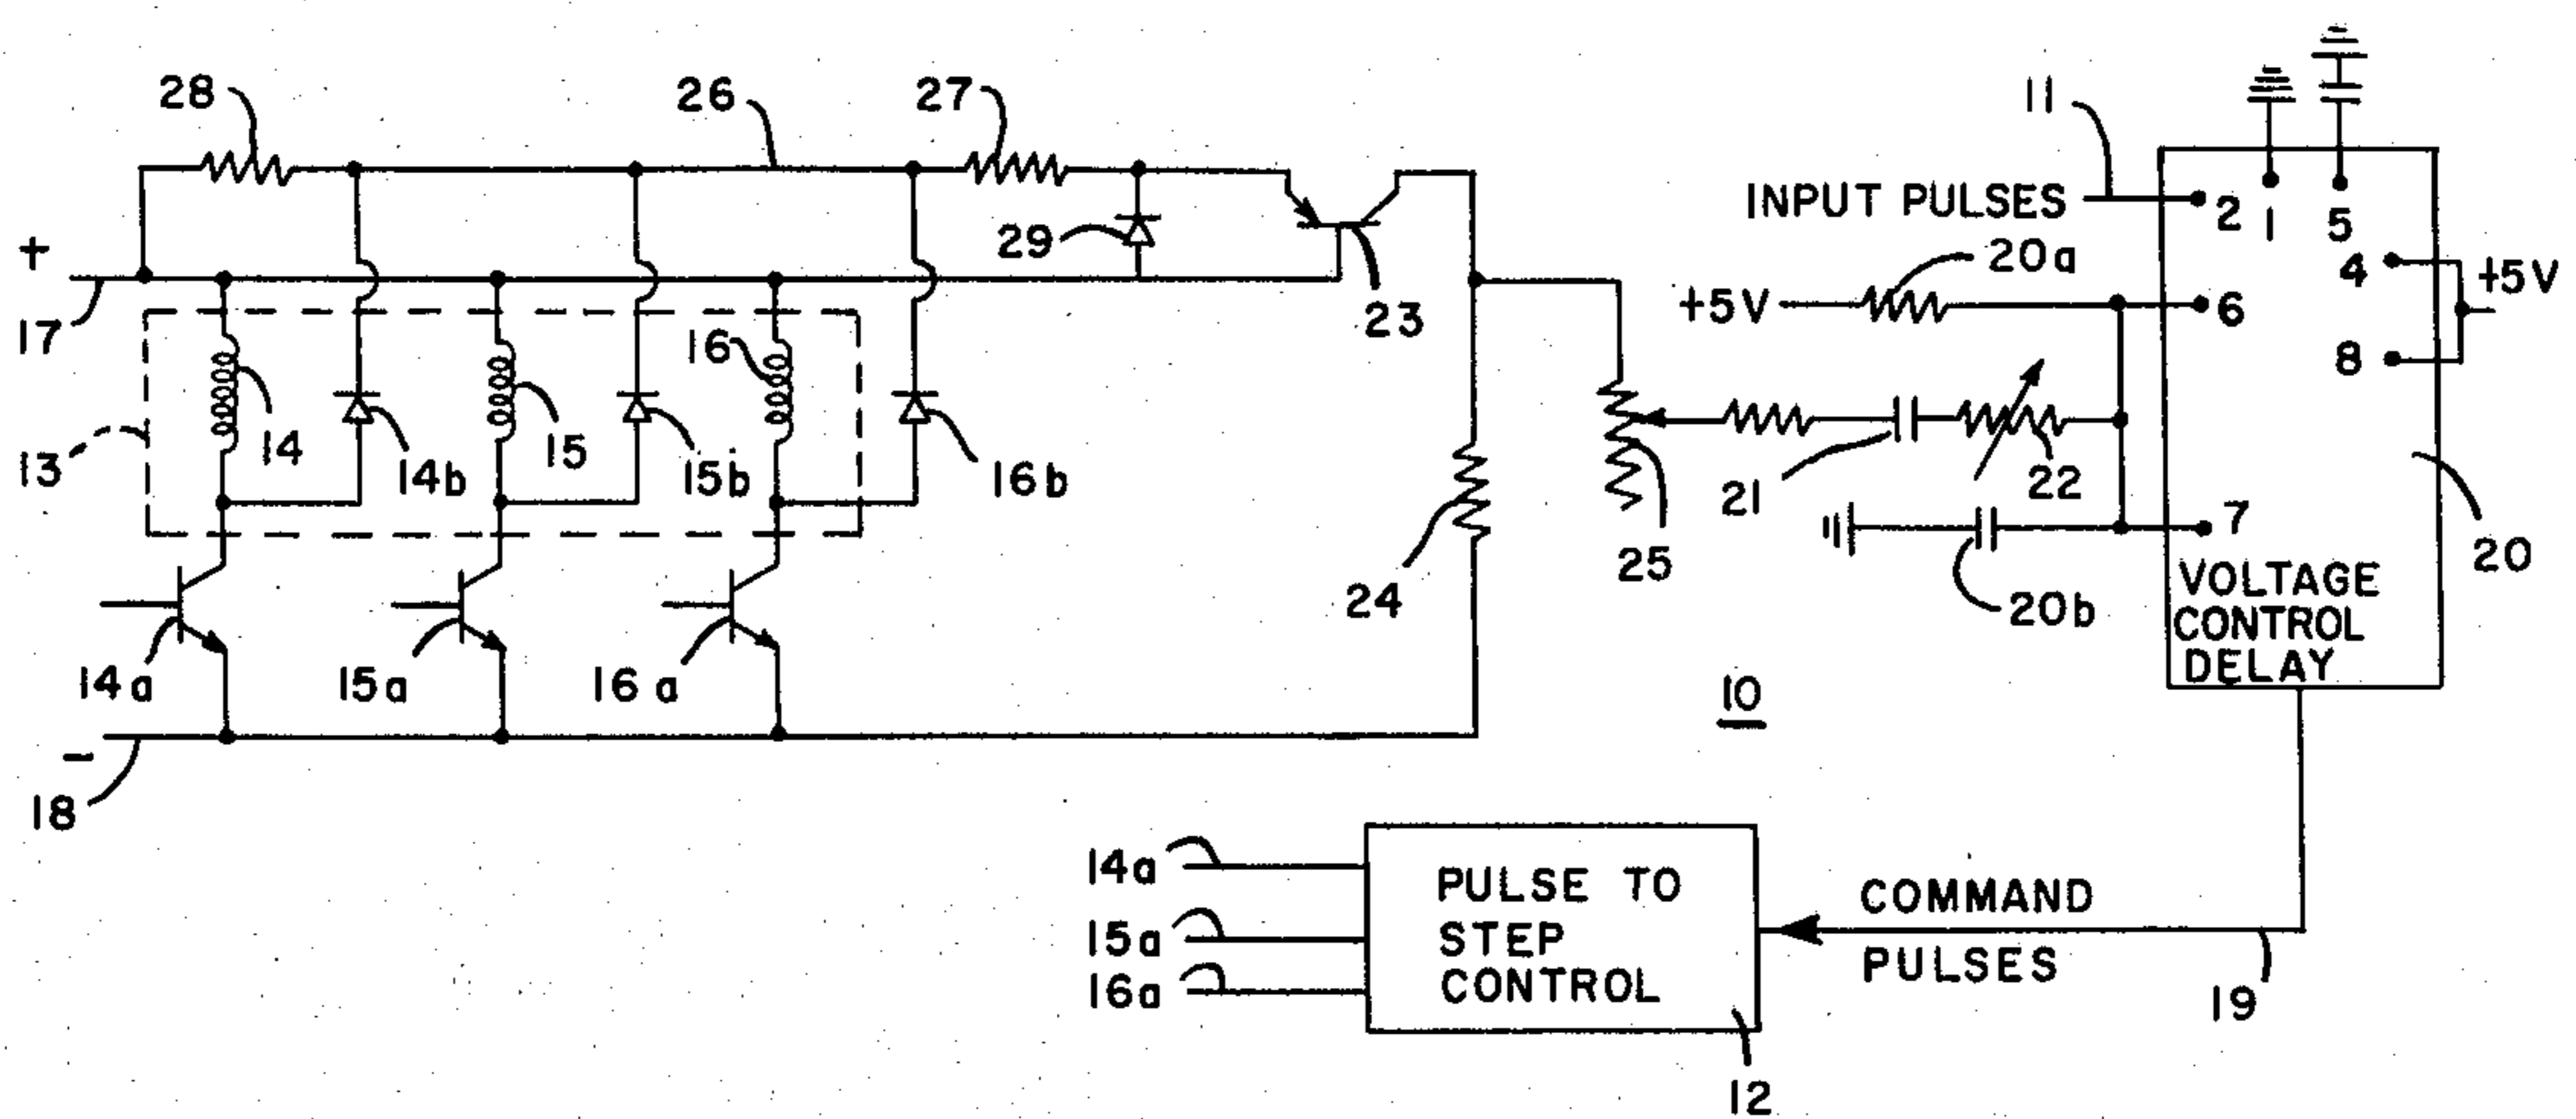 28
26
27
11
INPUT PULSES
2
1
5
+
29
20a
4
+5V
17
16
23
+5V
6
8
13
14
14b
15
15b
16b
21
22
7
24
25
20b
20
VOLTAGE
CONTROL
DELAY
14a
15a
16a
10
-
18
14a
15a
16a
PULSE TO
STEP
CONTROL
COMMAND
PULSES
19
12